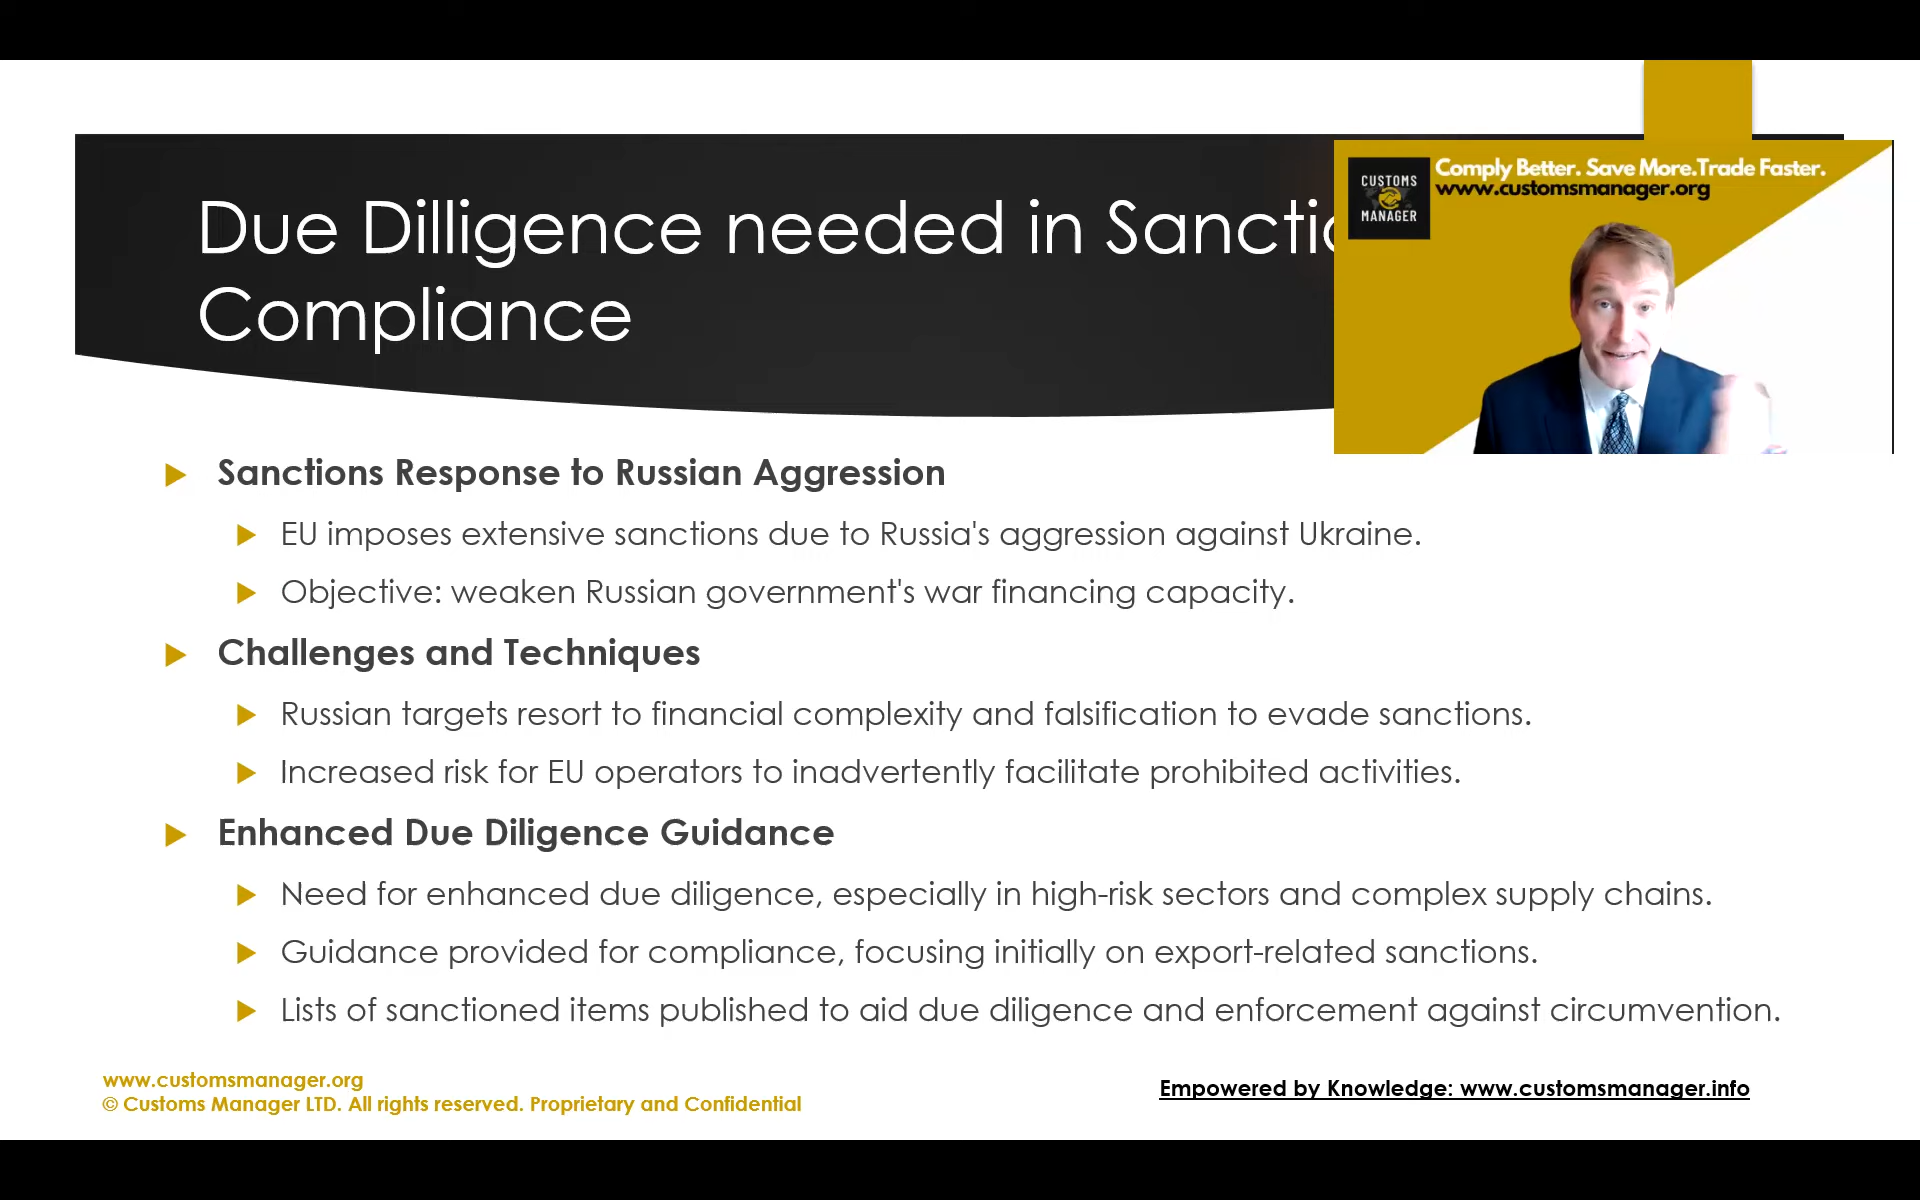 Comply Better. Save More.Trade Faster.
www.customsmanager.org
CUSTOMS
MANAGER
Due Dilligence needed in
Compliance
Sanctions Response to Russian Aggression
EU imposes extensive sanctions due to Russia's aggression against Ukraine.
Objective: weaken Russian government's war financing capacity.
Challenges and Techniques
Russian targets resort to financial complexity and falsification to evade sanctions.
Increased risk for EU operators to inadvertently facilitate prohibited activities.
Enhanced Due Diligence Guidance
Need for enhanced due diligence, especially in high-risk sectors and complex supply chains.
Guidance provided for compliance, focusing initially on export-related sanctions.
Lists of sanctioned items published to aid due diligence and enforcement against circumvention.
www.customsmanager.org
© Customs Manager LTD. All rights reserved. Proprietary and Confidential
Empowered by Knowledge: www.customsmanager.info